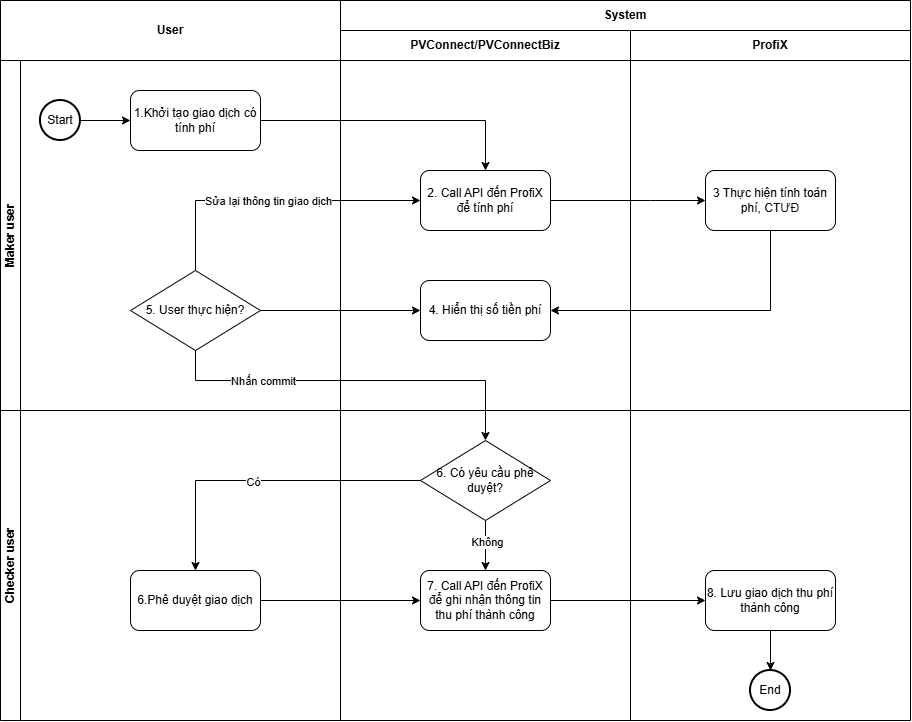 User
System
PVConnect/PVConnectBiz
ProfiX
Maker user
Start
1.Khởi tạo giao dịch có
tính phí
Sửa lại thông tin giao dịch
2. Call API đến ProfiX
để tính phí
3 Thực hiện tính toán
phí, CTƯĐ
5. User thực hiện?
4. Hiển thị số tiền phí
Nhấn commit
Checker user
6. Có yêu cầu phê
duyệt?
Có
Không
6.Phê duyệt giao dịch
7. Call API đến ProfiX
để ghi nhận thông tin
thu phí thành công
8. Lưu giao dịch thu phí
thành công
End